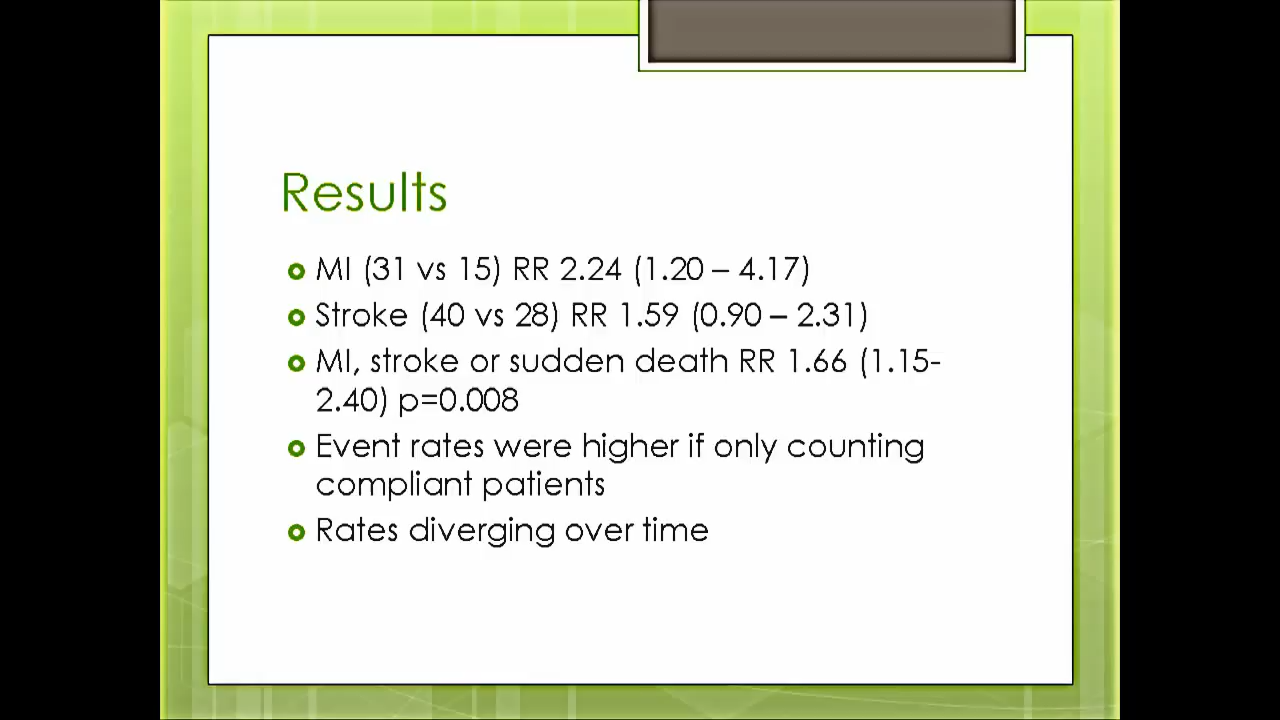 Results
MI (31 vs 15) RR 2.24 (1.20 – 4.17)
Stroke (40 vs 28) RR 1.59 (0.90 – 2.31)
MI, stroke or sudden death RR 1.66 (1.15-
2.40) p=0.008
Event rates were higher if only counting
compliant patients
Rates diverging over time